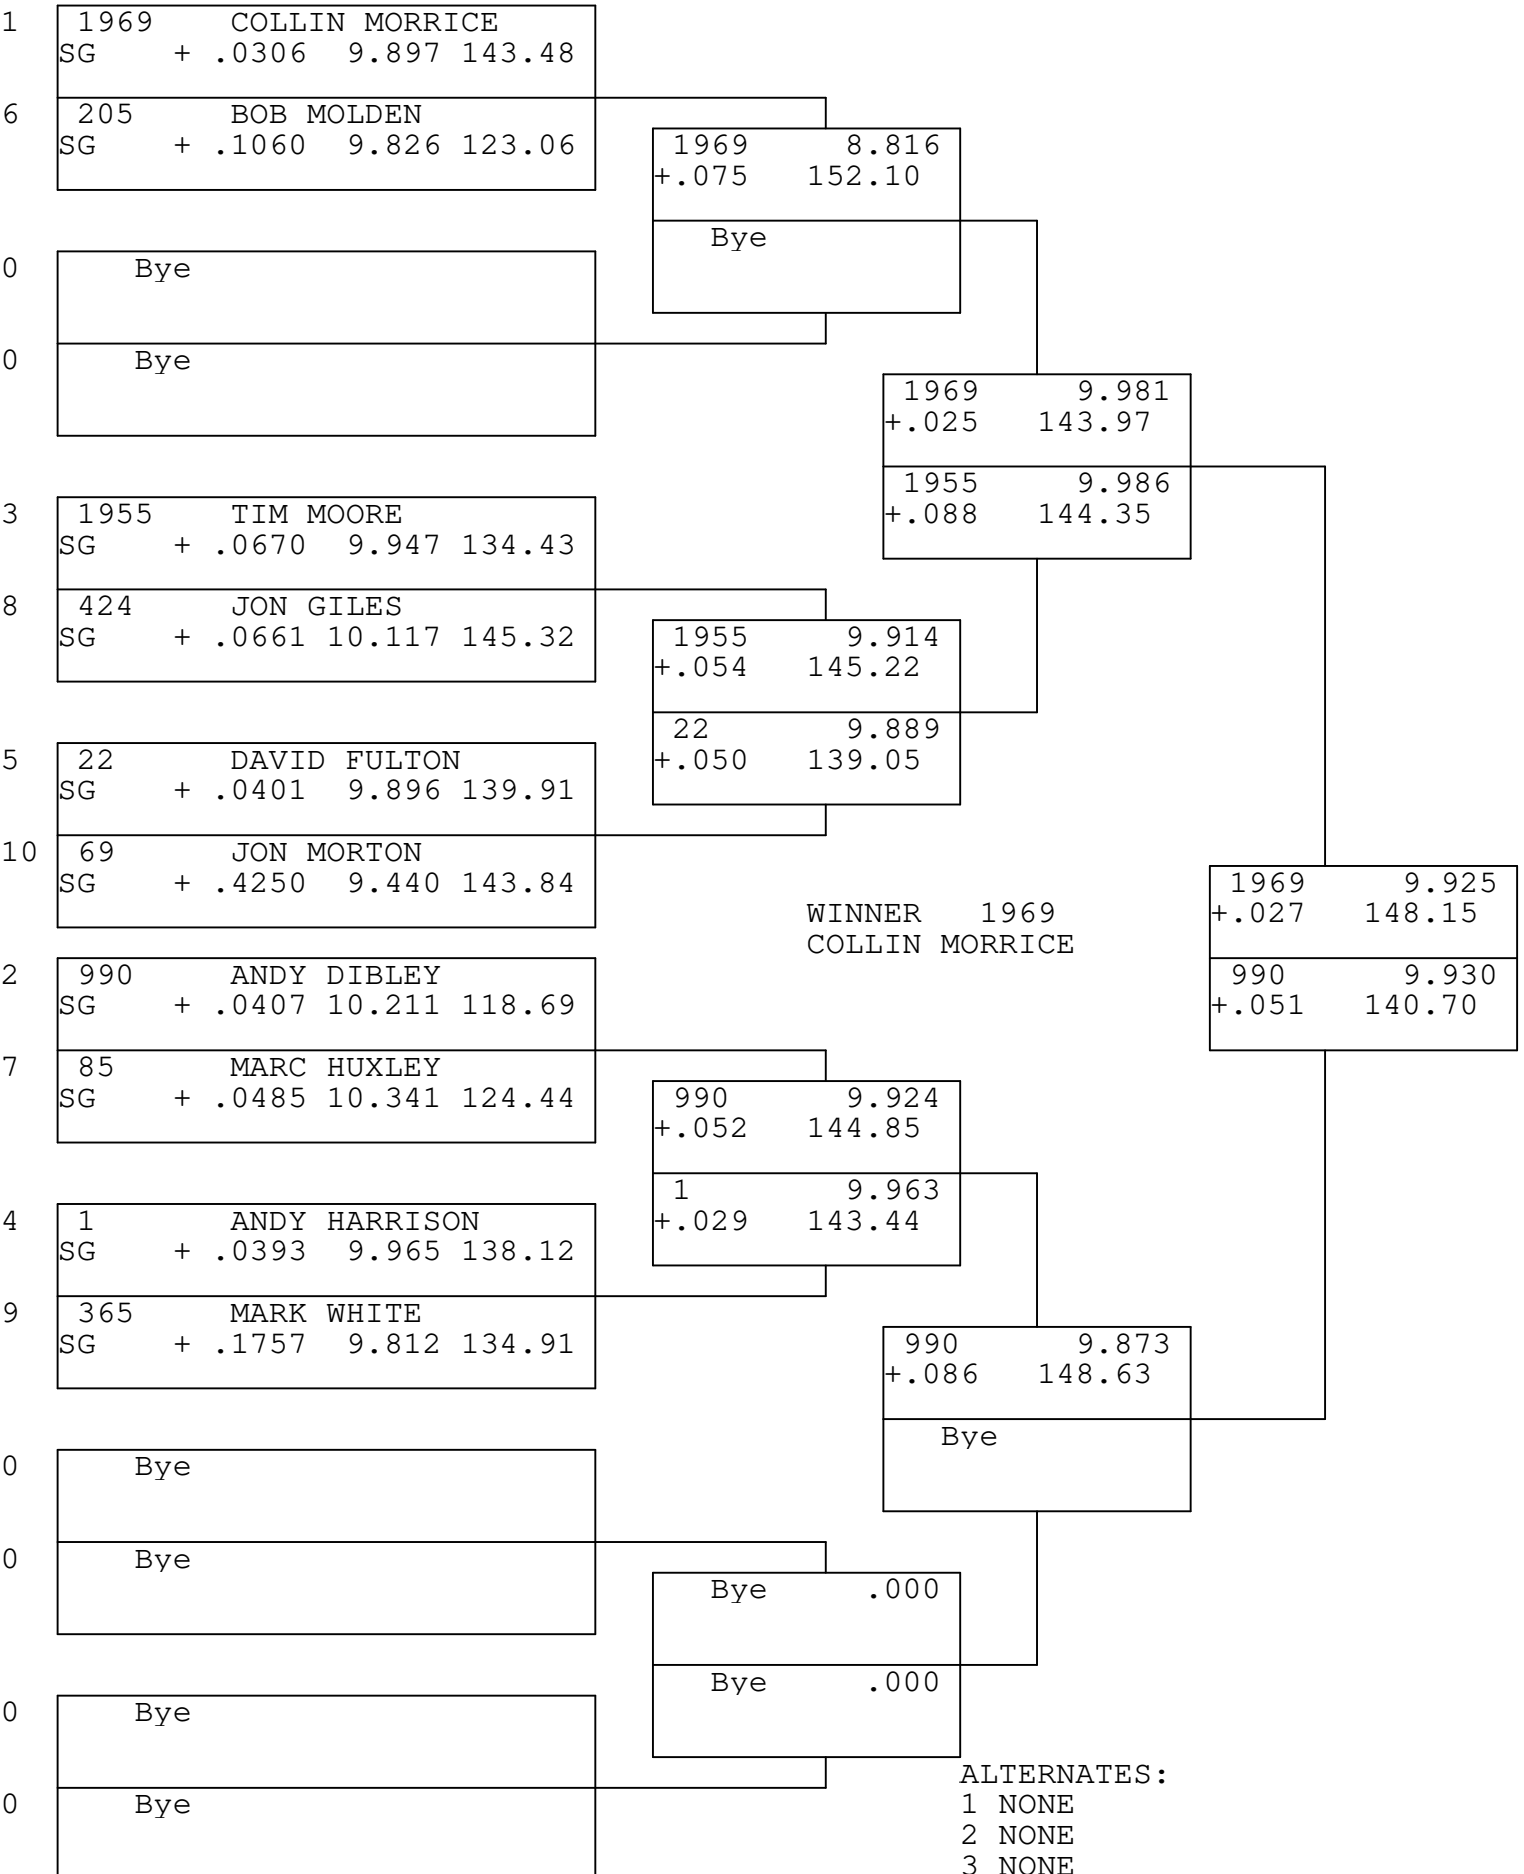 1 1969 COLLIN MORRICE
SG + .0306 9.897 143.48
6 205 BOB MOLDEN
SG + .1060 9.826 123.06
1969 8.816
+.075 152.10
Bye
0 Bye
0 Bye
1969 9.981
+.025 143.97
1955 9.986
+.088 144.35
3 1955 TIM MOORE
SG + .0670 9.947 134.43
8 424 JON GILES
SG + .0661 10.117 145.32
1955 9.914
+.054 145.22
22 9.889
+.050 139.05
5 22 DAVID FULTON
SG + .0401 9.896 139.91
10 69 JON MORTON
SG + .4250 9.440 143.84
WINNER 1969
COLLIN MORRICE
1969 9.925
+.027 148.15
990 9.930
+.051 140.70
2 990 ANDY DIBLEY
SG + .0407 10.211 118.69
7 85 MARC HUXLEY
SG + .0485 10.341 124.44
990 9.924
+.052 144.85
1 9.963
+.029 143.44
4 1 ANDY HARRISON
SG + .0393 9.965 138.12
9 365 MARK WHITE
SG + .1757 9.812 134.91
990 9.873
+.086 148.63
Bye
0 Bye
0 Bye
Bye .000
Bye .000
0 Bye
0 Bye
ALTERNATES:
1 NONE
2 NONE
3 NONE